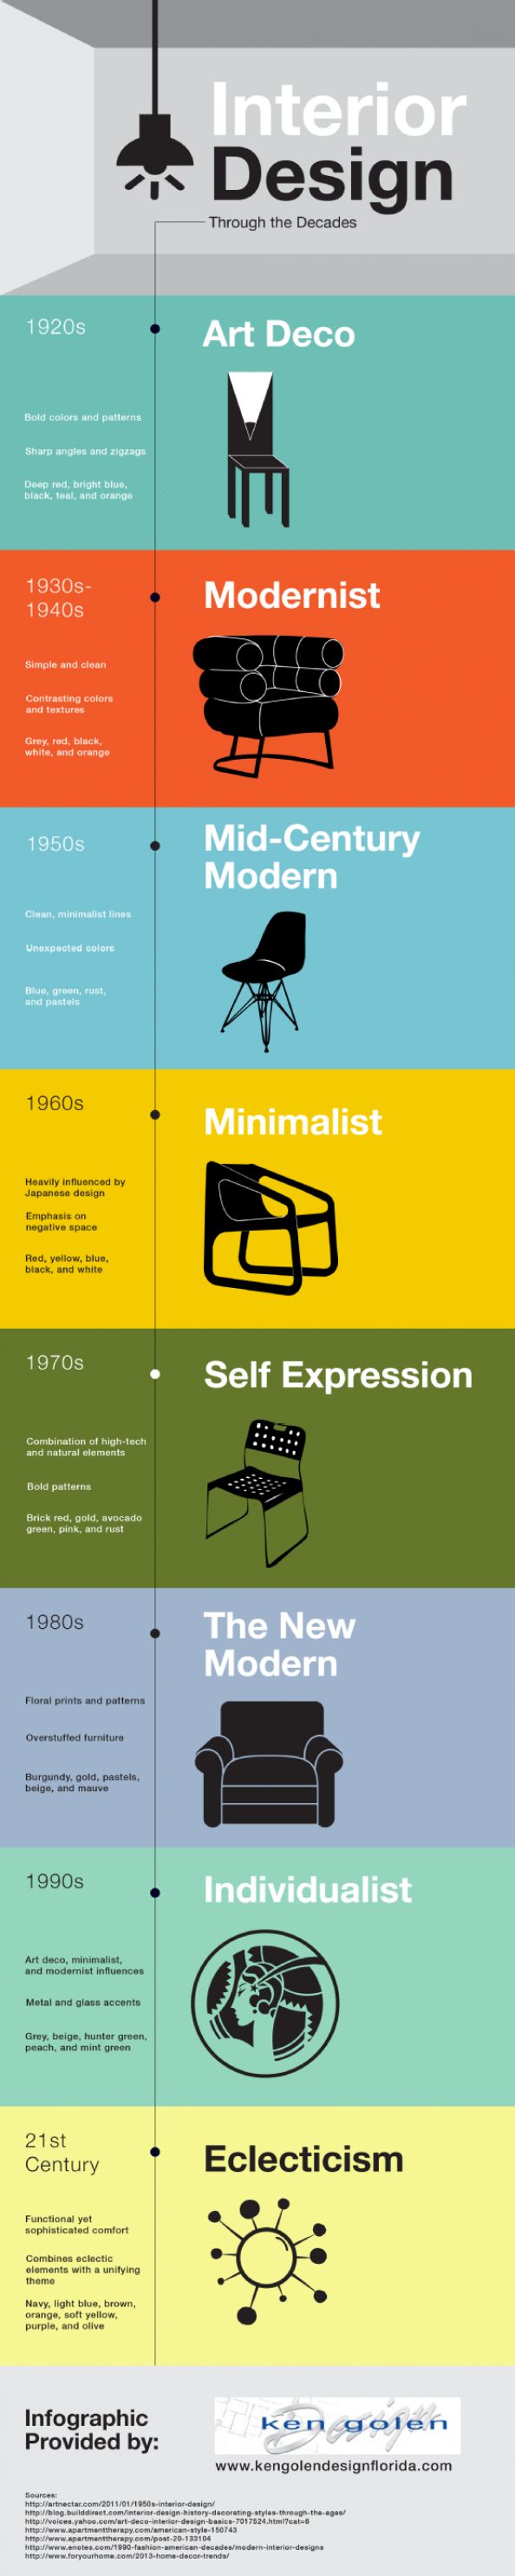 Interior
Design
Through the Decades
1920s
Art Deco
Bold colors and patterns
Sharp angles and zigzags
Deep red, bright blue,
black, teal, and orange
1930s-
1940s
Modernist
Simple and clean
Contrasting colors
and textures
Grey, red, black,
white, and orange
1950s
Mid-Century
Modern
Clean, minimalist lines
Unexpected colors
Blue, green, rust,
and pastels
1960s
Minimalist
Heavily influenced by
Japanese design
Emphasis on
negative space
Red, yellow, blue,
black, and white
1970s
Self Expression
Combination of high-tech
and natural elements
Bold patterns
Brick red, gold, avocado
green, pink, and rust
1980s
The New
Modern
Floral prints and patterns
Overstuffed furniture
Burgundy, gold, pastels,
beige, and mauve
1990s
Individualist
Art deco, minimalist,
and modernist influences
Metal and glass accents
Grey, beige, hunter green,
peach, and mint green
21st
Century
Eclecticism
Functional yet
sophisticated comfort
Combines eclectic
elements with a unifying
theme
Navy, light blue, brown,
orange, soft yellow,
purple, and olive
Infographic
Provided by:
ken golen
Design
www.kengolendesignflorida.com
Sources:
http://artnectar.com/2011/01/1950s-interior-design/
http://blog.builddirect.com/interior-design-history-decorating-styles-through-the-ages/
http://voices.yahoo.com/art-deco-interior-design-basics-7017524.html?cat=6
http://www.apartmenttherapy.com/american-style-150743
http://www.apartmenttherapy.com/post-20-133104
http://www.enotes.com/1990-fashion-american-decades/modern-interior-designs
http://www.foryourhome.com/2013-home-decor-trends/